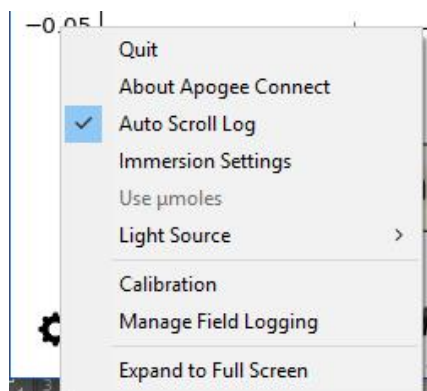 −0.05
Quit
About Apogee Connect
Auto Scroll Log
Immersion Settings
Use µmoles
Light Source
Calibration
Manage Field Logging
Expand to Full Screen